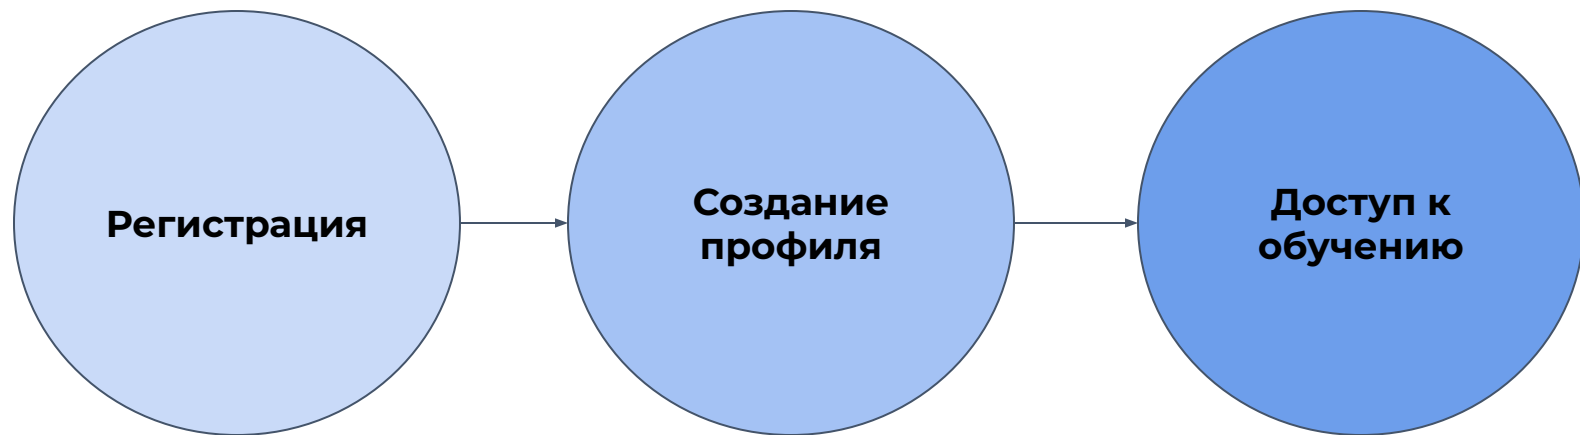 Регистрация
Создание
профиля
Доступ к
обучению